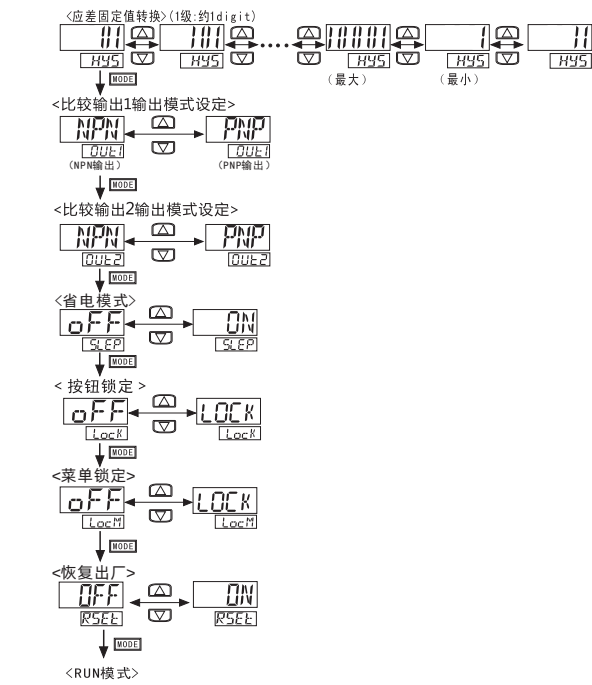 <应差固定值转换>(1级:约1digit)
HYS HYS HYS 1 HYS 11 HYS
(最大) (最小)
MODE
<比较输出1输出模式设定>
NPN PNP
OUt1 OUt1
(NPN输出) (PNP输出)
MODE
<比较输出2输出模式设定>
NPN PNP
OUt2 OUt2
MODE
<省电模式>
oFF ON
SLEP SLEP
MODE
< 按钮锁定 >
oFF LOCK
LocK LocK
MODE
<菜单锁定>
oFF LOCK
LocM LocM
MODE
<恢复出厂>
OFF ON
RSEt RSEt
MODE
<RUN模式>